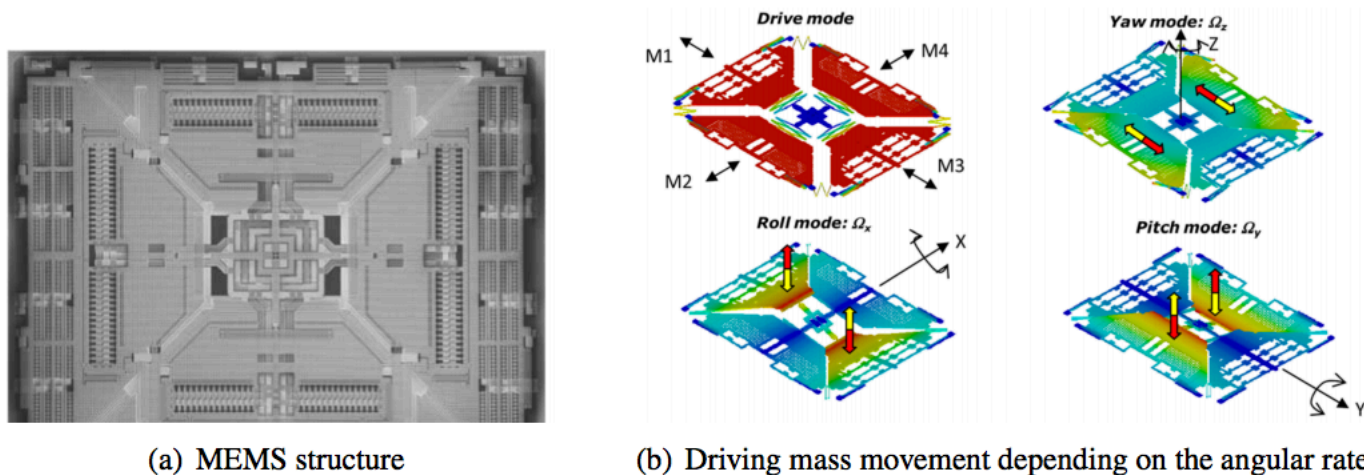 Drive mode
M1
M4
M2
M3
Yaw mode: Ωz
Z
Roll mode: Ωx
X
Pitch mode: Ωy
Y
(a) MEMS structure
(b) Driving mass movement depending on the angular rate